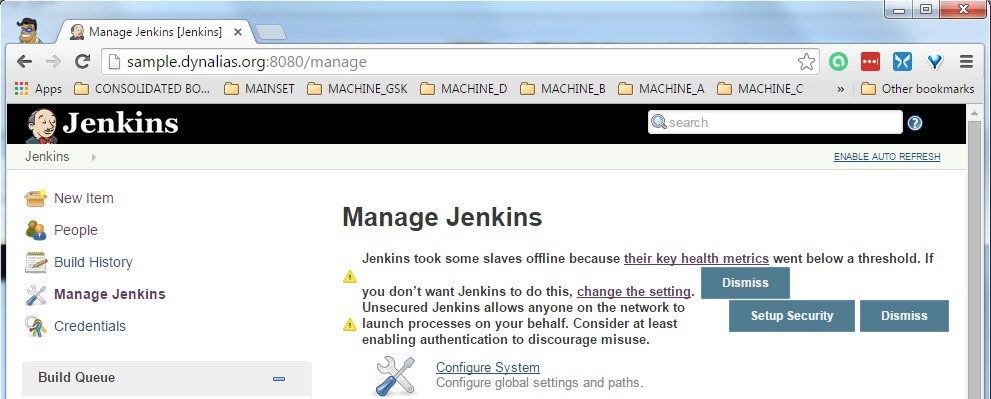 Manage Jenkins [Jenkins]
sample.dynalias.org:8080/manage
Apps CONSOLIDATED BO... MAINSET MACHINE_GSK MACHINE_D MACHINE_B MACHINE_A MACHINE_C » Other bookmarks
Jenkins
search
Jenkins
ENABLE AUTO REFRESH
New Item
People
Build History
Manage Jenkins
Credentials
Build Queue
Manage Jenkins
Jenkins took some slaves offline because their key health metrics went below a threshold. If
you don't want Jenkins to do this, change the setting. Dismiss
Unsecured Jenkins allows anyone on the network to
launch processes on your behalf. Consider at least
enabling authentication to discourage misuse.
Setup Security Dismiss
Configure System
Configure global settings and paths.